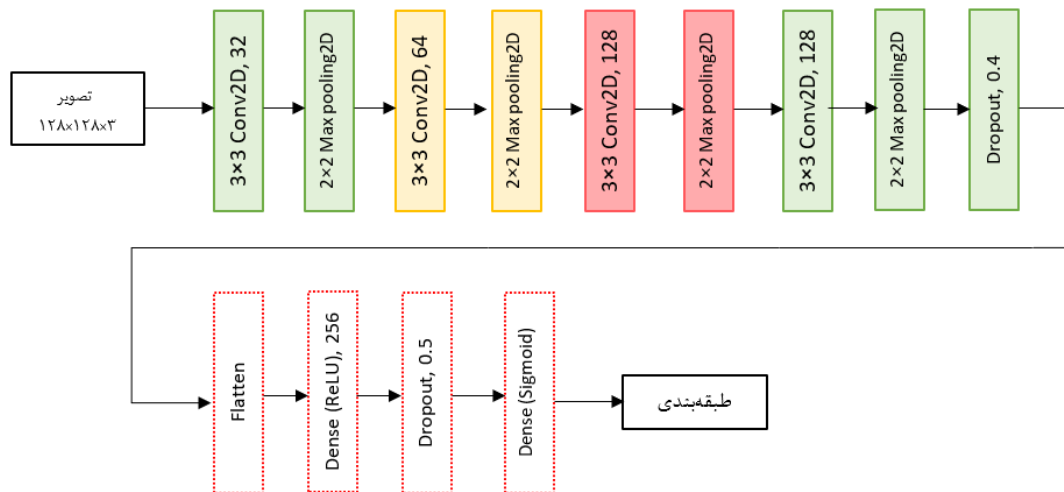 تصویر
۱۲۸×۱۲۸×۳
3×3 Conv2D, 32
2×2 Max pooling2D
3×3 Conv2D, 64
2×2 Max pooling2D
3×3 Conv2D, 128
2×2 Max pooling2D
3×3 Conv2D, 128
2×2 Max pooling2D
Dropout, 0.4
Flatten
Dense (ReLU), 256
Dropout, 0.5
Dense (Sigmoid)
طبقه‌بندی